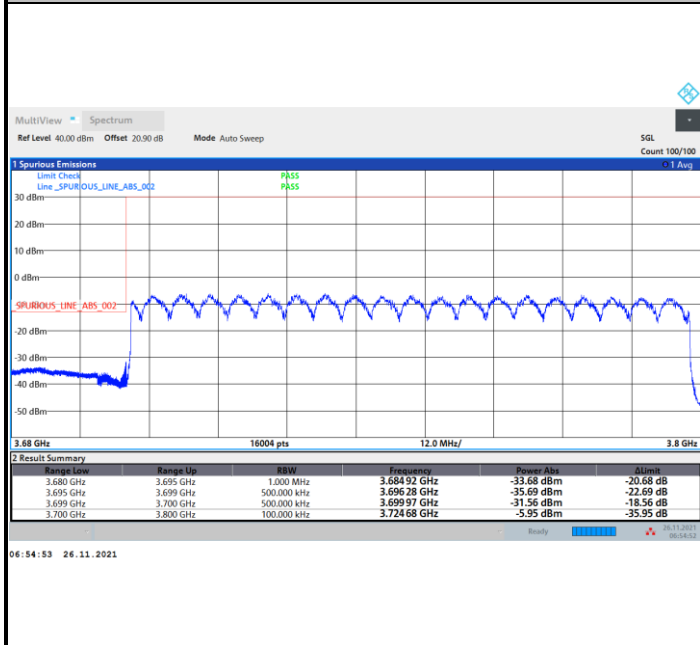 MultiView Spectrum
Ref Level 40.00 dBm Offset 20.90 dB Mode Auto Sweep SGL
Count 100/100
1 Spurious Emissions 1 Avg
Limit Check PASS
Line _SPURIOUS_LINE_ABS_002 PASS
30 dBm
20 dBm
10 dBm
0 dBm
SPURIOUS_LINE_ABS_002
-20 dBm
-30 dBm
-40 dBm
-50 dBm
3.68 GHz 16004 pts 12.0 MHz/ 3.8 GHz
2 Result Summary
Range Low Range Up RBW Frequency Power Abs ΔLimit
3.680 GHz 3.695 GHz 1.000 MHz 3.684 92 GHz -33.68 dBm -20.68 dB
3.695 GHz 3.699 GHz 500.000 kHz 3.696 28 GHz -35.69 dBm -22.69 dB
3.699 GHz 3.700 GHz 500.000 kHz 3.699 97 GHz -31.56 dBm -18.56 dB
3.700 GHz 3.800 GHz 100.000 kHz 3.724 68 GHz -5.95 dBm -35.95 dB
Ready 26.11.2021
06:54:52
06:54:53 26.11.2021